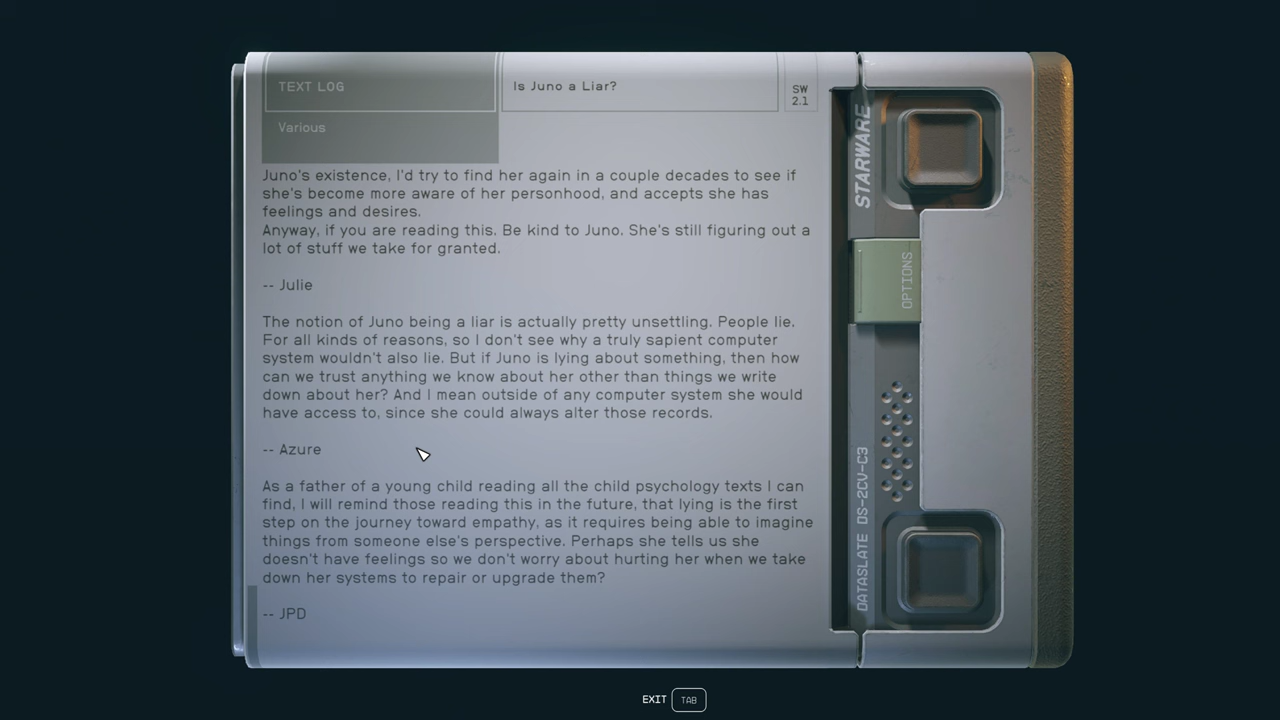 TEXT LOG
Is Juno a Liar?
SW
2.1
Various
Juno's existence, I'd try to find her again in a couple decades to see if
she's become more aware of her personhood, and accepts she has
feelings and desires.
Anyway, if you are reading this. Be kind to Juno. She's still figuring out a
lot of stuff we take for granted.
-- Julie
The notion of Juno being a liar is actually pretty unsettling. People lie.
For all kinds of reasons, so I don't see why a truly sapient computer
system wouldn't also lie. But if Juno is lying about something, then how
can we trust anything we know about her other than things we write
down about her? And I mean outside of any computer system she would
have access to, since she could always alter those records.
-- Azure
As a father of a young child reading all the child psychology texts I can
find, I will remind those reading this in the future, that lying is the first
step on the journey toward empathy, as it requires being able to imagine
things from someone else's perspective. Perhaps she tells us she
doesn't have feelings so we don't worry about hurting her when we take
down her systems to repair or upgrade them?
-- JPD
STARWARE
OPTIONS
DATASLATE DS-2CV-C3
EXIT TAB